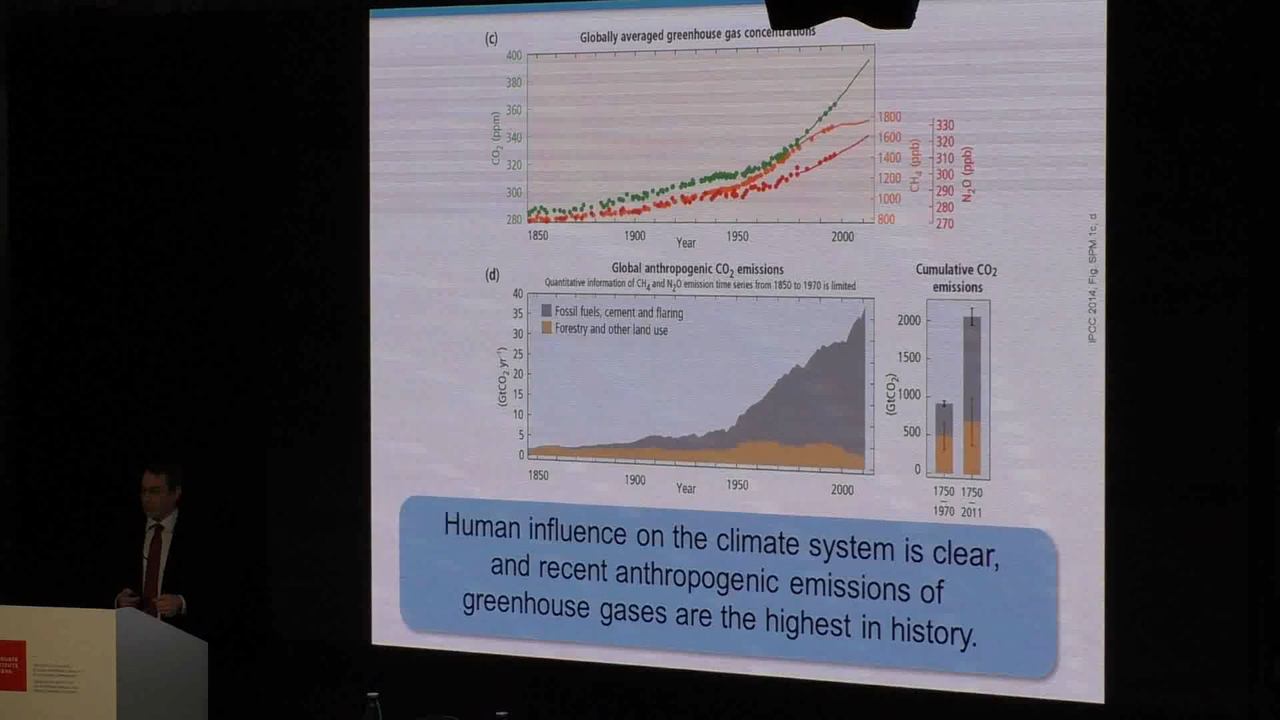 (c)
Globally averaged greenhouse gas concentrations
400
380
360
340
320
300
280
CO₂ (ppm)
1800
1600
1400
1200
1000
800
CH₄ (ppb)
330
320
310
300
290
280
270
N₂O (ppb)
1850
1900
1950
2000
Year
(d)
Global anthropogenic CO₂ emissions
Quantitative information of CH₄ and N₂O emission time series from 1850 to 1970 is limited
40
35
30
25
20
15
10
5
0
(GtCO₂ yr⁻¹)
Fossil fuels, cement and flaring
Forestry and other land use
1850
1900
1950
2000
Year
Cumulative CO₂
emissions
2000
1500
1000
500
0
(GtCO₂)
1750 1750
– –
1970 2011
IPCC 2014, Fig. SPM 1c, d
Human influence on the climate system is clear,
and recent anthropogenic emissions of
greenhouse gases are the highest in history.